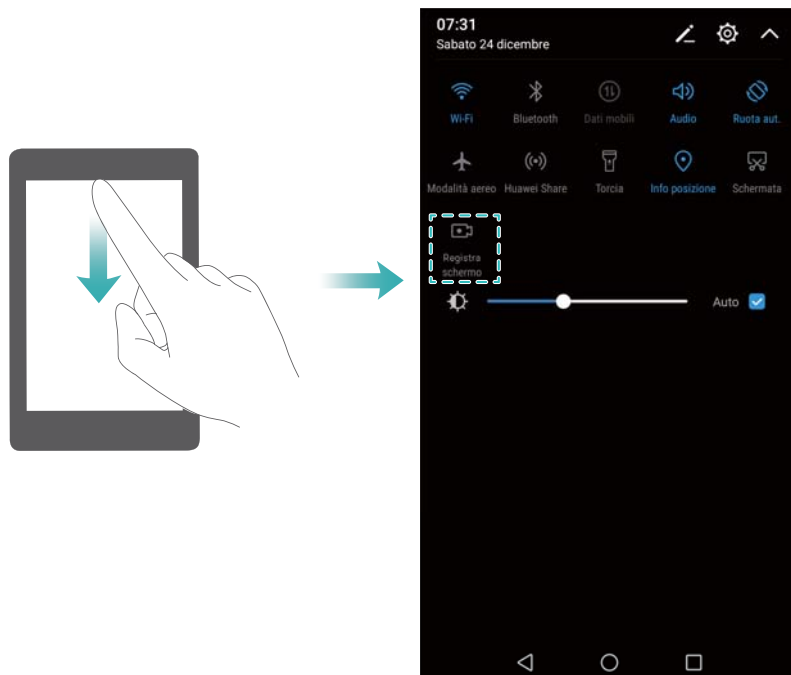 07:31
Sabato 24 dicembre
Wi-Fi Bluetooth Dati mobili Audio Ruota aut.
Modalità aereo Huawei Share Torcia Info posizione Schermata
Registra
schermo
Auto